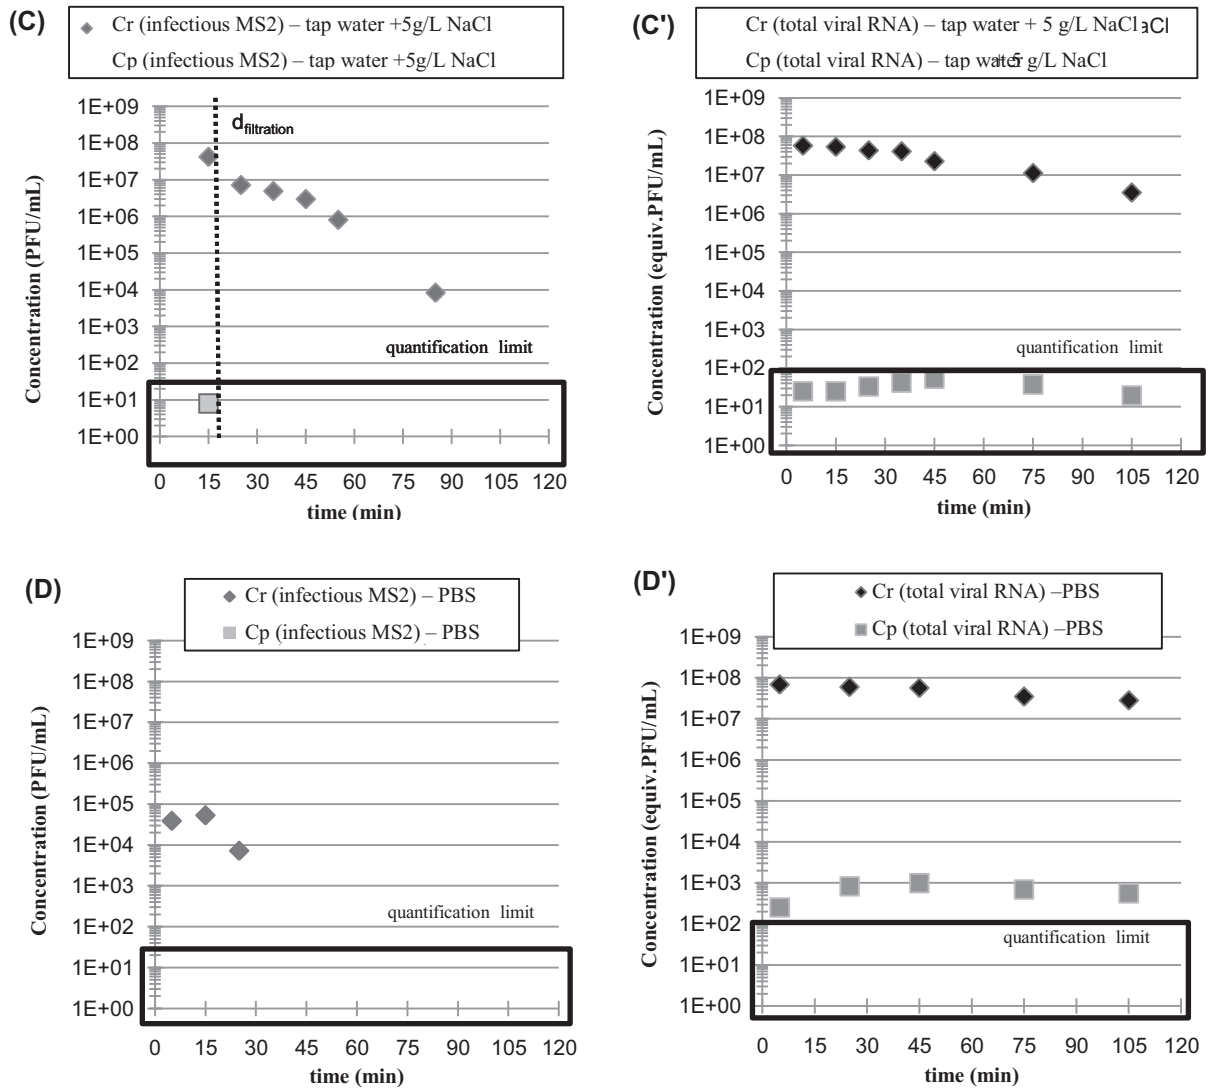 (C)
Cr (infectious MS2) – tap water +5g/L NaCl
Cp (infectious MS2) – tap water +5g/L NaCl
Concentration (PFU/mL)
1E+09
1E+08
1E+07
1E+06
1E+05
1E+04
1E+03
1E+02
1E+01
1E+00
dfiltration
quantification limit
0 15 30 45 60 75 90 105 120
time (min)
(C')
Cr (total viral RNA) – tap water + 5 g/L NaCl
Cp (total viral RNA) – tap water + 5 g/L NaCl
Concentration (equiv.PFU/mL)
1E+09
1E+08
1E+07
1E+06
1E+05
1E+04
1E+03
1E+02
1E+01
1E+00
quantification limit
0 15 30 45 60 75 90 105 120
time (min)
(D)
Cr (infectious MS2) – PBS
Cp (infectious MS2) – PBS
Concentration (PFU/mL)
1E+09
1E+08
1E+07
1E+06
1E+05
1E+04
1E+03
1E+02
1E+01
1E+00
quantification limit
0 15 30 45 60 75 90 105 120
time (min)
(D')
Cr (total viral RNA) –PBS
Cp (total viral RNA) –PBS
Concentration (equiv.PFU/mL)
1E+09
1E+08
1E+07
1E+06
1E+05
1E+04
1E+03
1E+02
1E+01
1E+00
quantification limit
0 15 30 45 60 75 90 105 120
time (min)